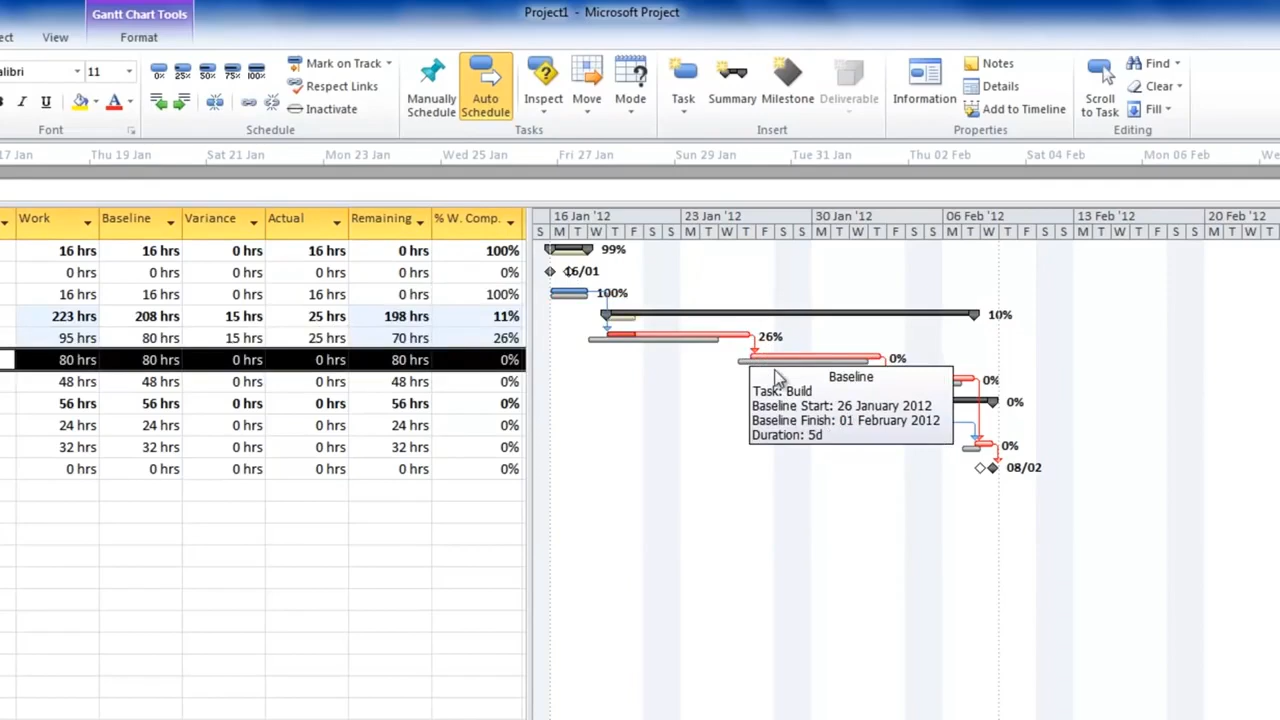 Gantt Chart Tools
Project1 - Microsoft Project
ect View Format
alibri 11
0% 25% 50% 75% 100%
Mark on Track
Respect Links
Inactivate
I U A
Manually Schedule
Auto Schedule
Inspect
Move
Mode
Task
Summary
Milestone
Deliverable
Information
Notes
Details
Add to Timeline
Scroll to Task
Find
Clear
Fill
Font Schedule Tasks Insert Properties Editing
17 Jan Thu 19 Jan Sat 21 Jan Mon 23 Jan Wed 25 Jan Fri 27 Jan Sun 29 Jan Tue 31 Jan Thu 02 Feb Sat 04 Feb Mon 06 Feb We
Work Baseline Variance Actual Remaining % W. Comp.
16 Jan '12 23 Jan '12 30 Jan '12 06 Feb '12 13 Feb '12 20 Feb '12
S M T W T F S S M T W T F S S M T W T F S S M T W T F S S M T W T F S S M T W T
16 hrs 16 hrs 0 hrs 16 hrs 0 hrs 100% 99%
0 hrs 0 hrs 0 hrs 0 hrs 0 hrs 0% 16/01
16 hrs 16 hrs 0 hrs 16 hrs 0 hrs 100% 100%
223 hrs 208 hrs 15 hrs 25 hrs 198 hrs 11% 10%
95 hrs 80 hrs 15 hrs 25 hrs 70 hrs 26% 26%
80 hrs 80 hrs 0 hrs 0 hrs 80 hrs 0% 0%
48 hrs 48 hrs 0 hrs 0 hrs 48 hrs 0% 0%
56 hrs 56 hrs 0 hrs 0 hrs 56 hrs 0% 0%
24 hrs 24 hrs 0 hrs 0 hrs 24 hrs 0%
32 hrs 32 hrs 0 hrs 0 hrs 32 hrs 0% 0%
0 hrs 0 hrs 0 hrs 0 hrs 0 hrs 0% 08/02
Baseline
Task: Build
Baseline Start: 26 January 2012
Baseline Finish: 01 February 2012
Duration: 5d